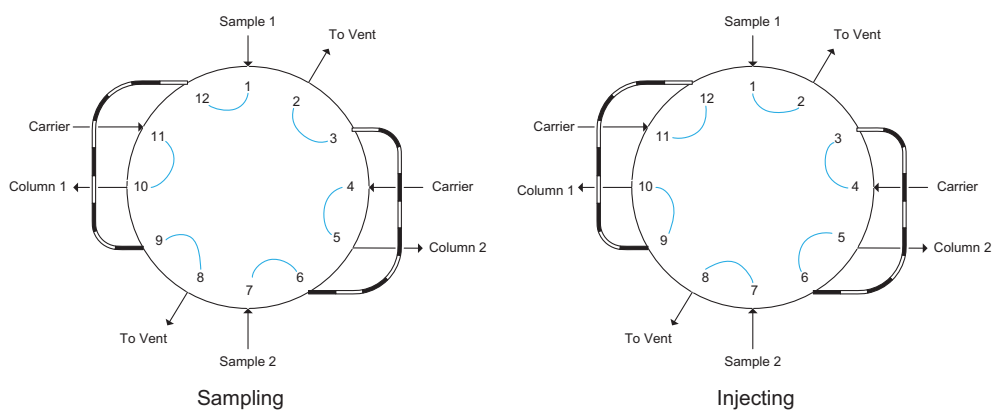 Sample 1
To Vent
1
12
2
Carrier
11
3
Column 1
10
4
Carrier
9
5
Column 2
8
6
7
To Vent
Sample 2
Sampling
Sample 1
To Vent
1
12
2
Carrier
11
3
Column 1
10
4
Carrier
9
5
Column 2
8
6
7
To Vent
Sample 2
Injecting